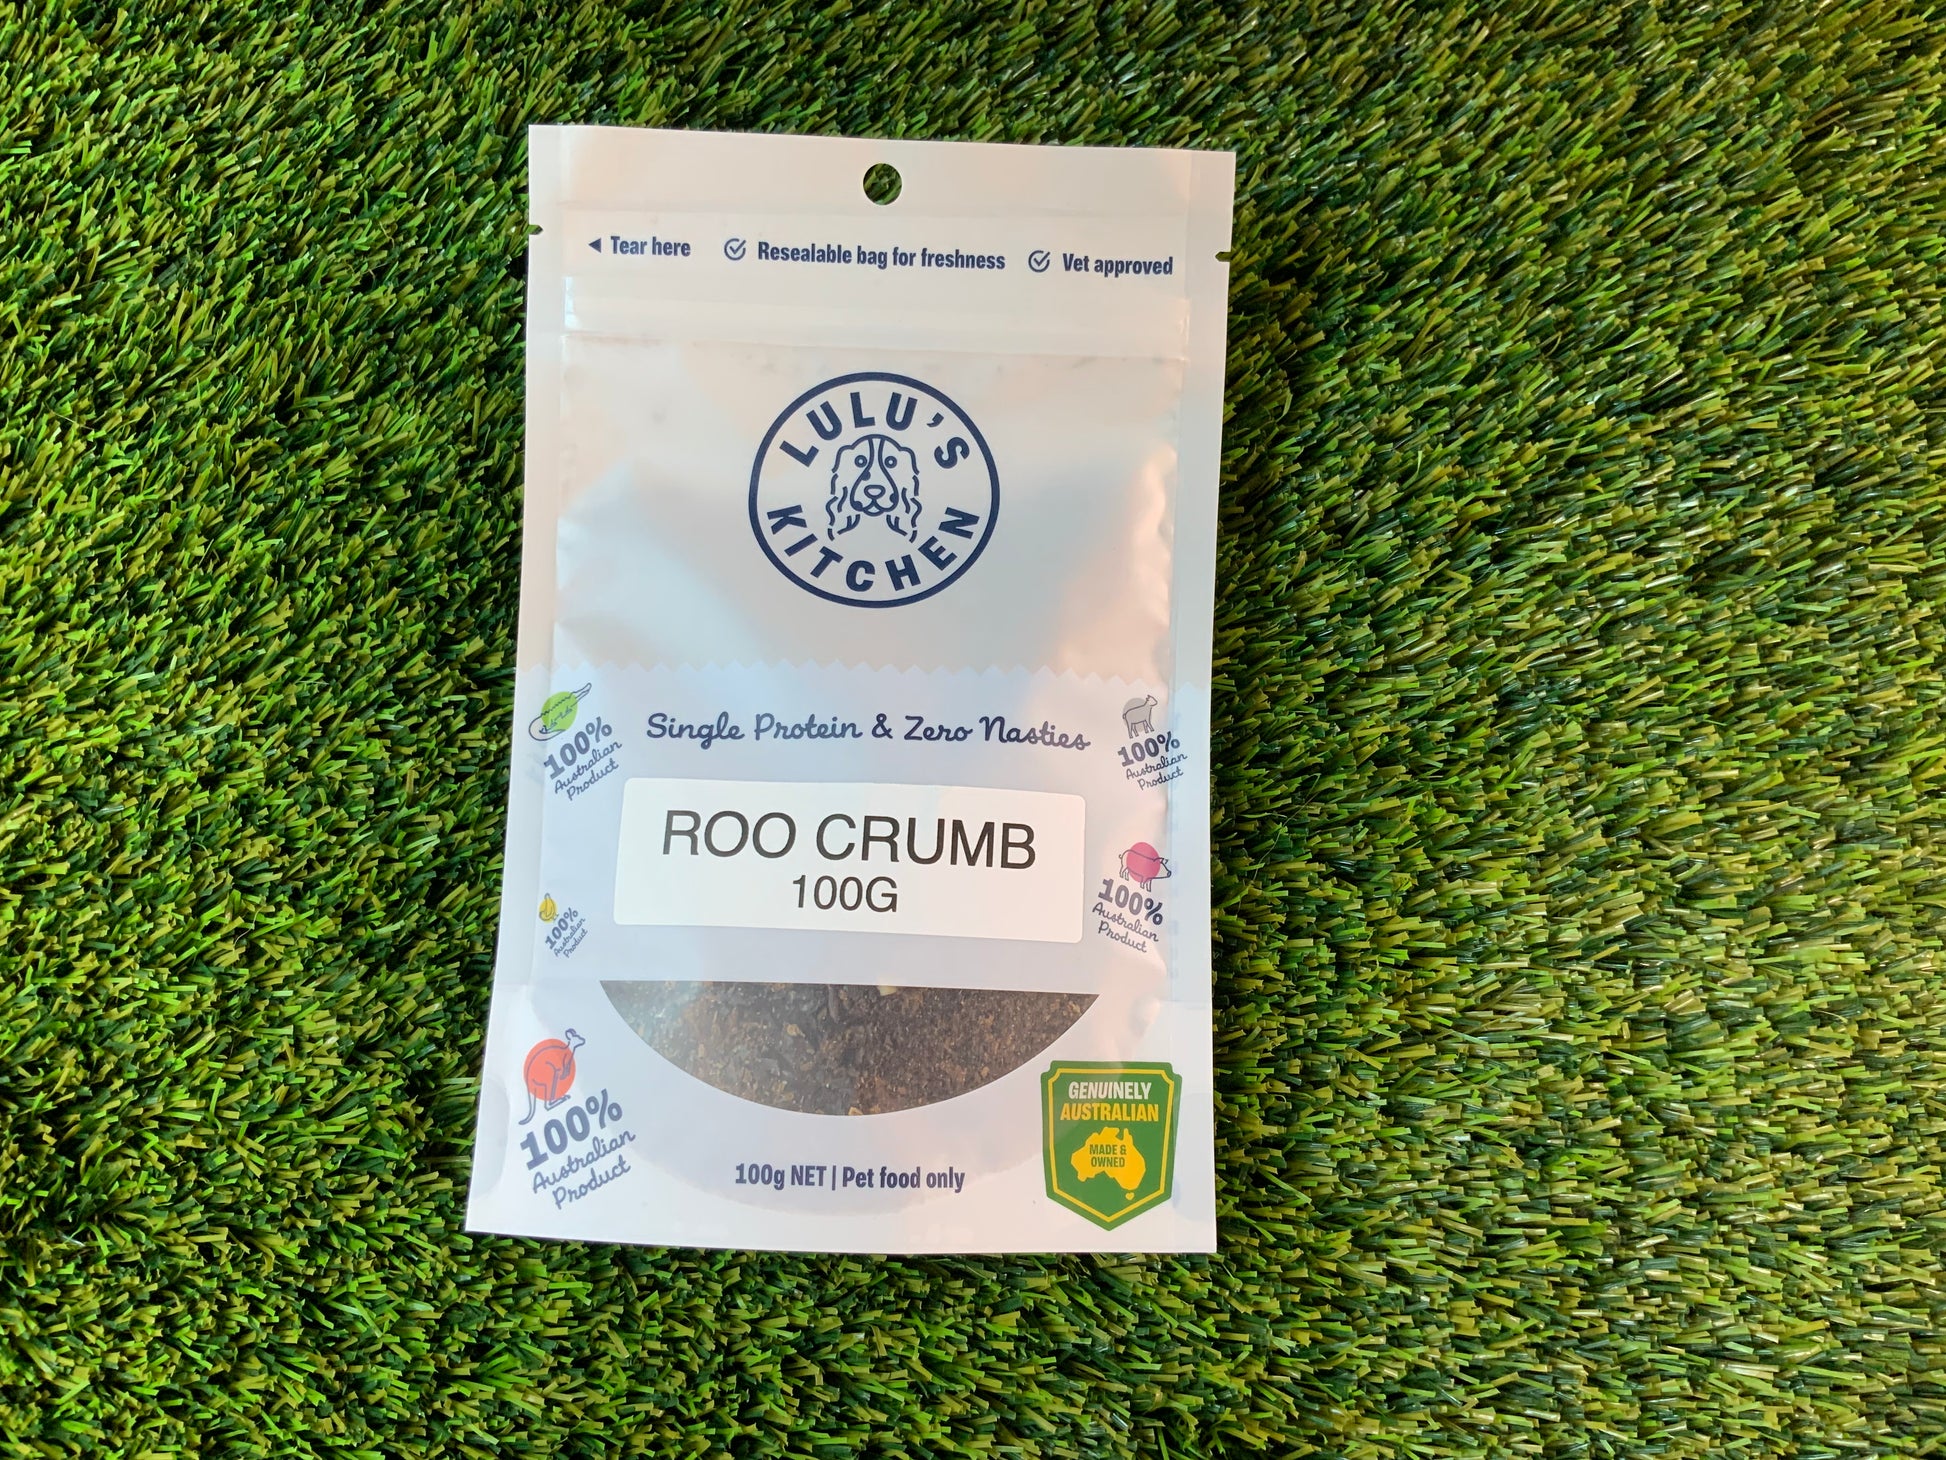 Tear here
Resealable bag for freshness
Vet approved
LULU'S
KITCHEN
Single Protein & Zero Nasties
100%
Australian
Product
100%
Australian
Product
ROO CRUMB
100G
100%
Australian
Product
100%
Australian
Product
100%
Australian
Product
GENUINELY
AUSTRALIAN
MADE &
OWNED
100g NET | Pet food only